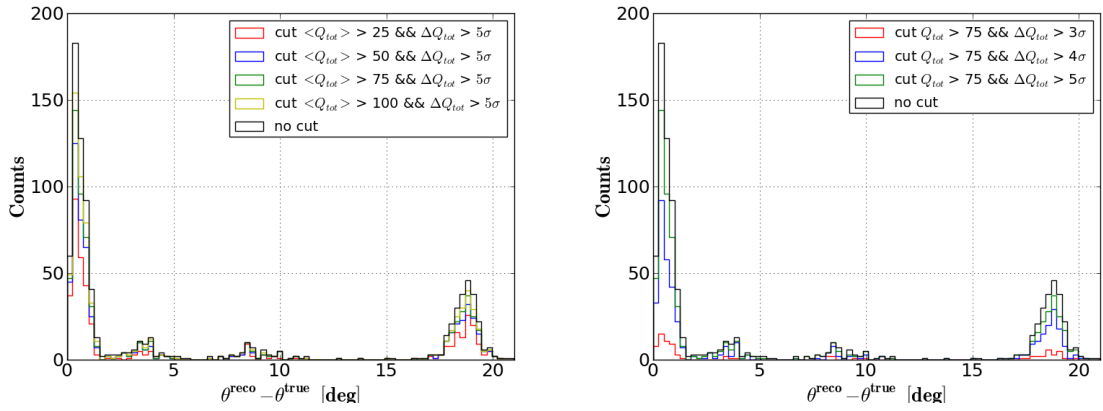 200
150
100
50
0
Counts
cut <Q_tot> > 25 && ΔQ_tot > 5σ
cut <Q_tot> > 50 && ΔQ_tot > 5σ
cut <Q_tot> > 75 && ΔQ_tot > 5σ
cut <Q_tot> > 100 && ΔQ_tot > 5σ
no cut
0 5 10 15 20
θ^reco − θ^true [deg]
200
150
100
50
0
Counts
cut Q_tot > 75 && ΔQ_tot > 3σ
cut Q_tot > 75 && ΔQ_tot > 4σ
cut Q_tot > 75 && ΔQ_tot > 5σ
no cut
0 5 10 15 20
θ^reco − θ^true [deg]